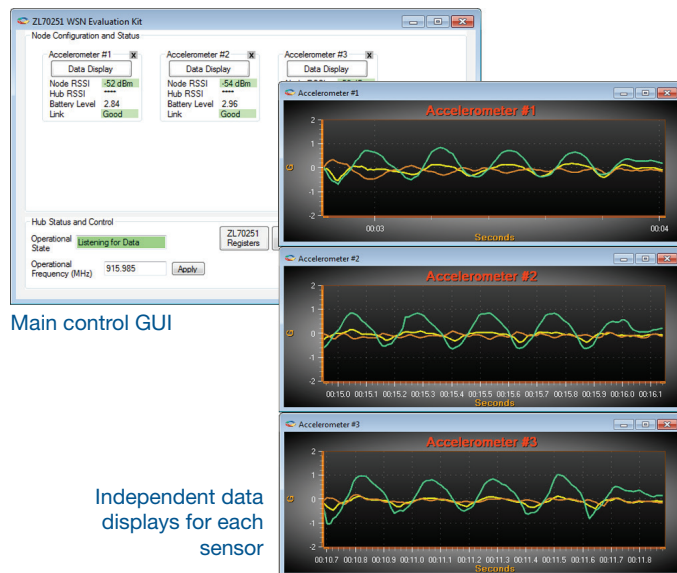 ZL70251 WSN Evaluation Kit
Node Configuration and Status
Accelerometer #1 X
Accelerometer #2 X
Accelerometer #3 X
Data Display
Data Display
Data Display
Node RSSI -52 dBm
Hub RSSI ****
Battery Level 2.84
Link Good
Node RSSI -54 dBm
Hub RSSI ****
Battery Level 2.96
Link Good
Hub Status and Control
Operational State Listening for Data
ZL70251 Registers
Operational Frequency (MHz) 915.985 Apply
Main control GUI
Accelerometer #1
Accelerometer #1
2
1
0
-1
-2
G
00:03 00:04
Seconds
Accelerometer #2
Accelerometer #2
2
1
0
-1
-2
G
00:15.0 00:15.1 00:15.2 00:15.3 00:15.4 00:15.5 00:15.6 00:15.7 00:15.8 00:15.9 00:16.0 00:16.1
Seconds
Independent data
displays for each
sensor
Accelerometer #3
Accelerometer #3
2
1
0
-1
-2
G
00:10.7 00:10.8 00:10.9 00:11.0 00:11.1 00:11.2 00:11.3 00:11.4 00:11.5 00:11.6 00:11.7 00:11.8
Seconds